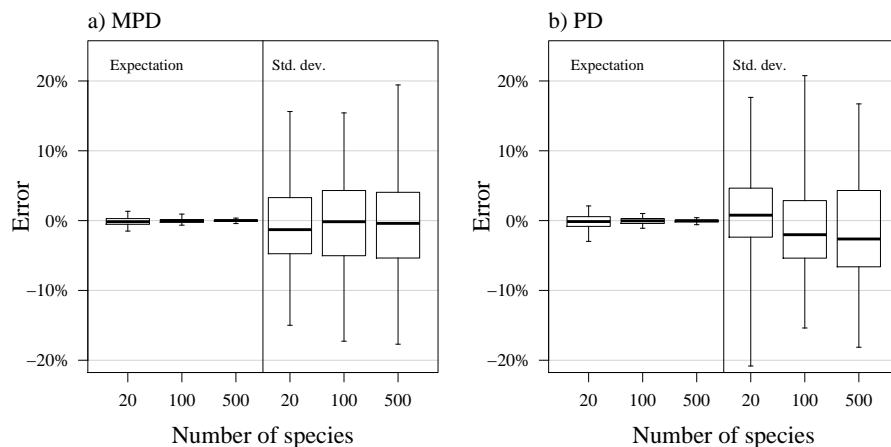 a) MPD
Expectation
Std. dev.
20%
10%
0%
−10%
−20%
Error
20
100
500
20
100
500
Number of species
b) PD
Expectation
Std. dev.
20%
10%
0%
−10%
−20%
Error
20
100
500
20
100
500
Number of species